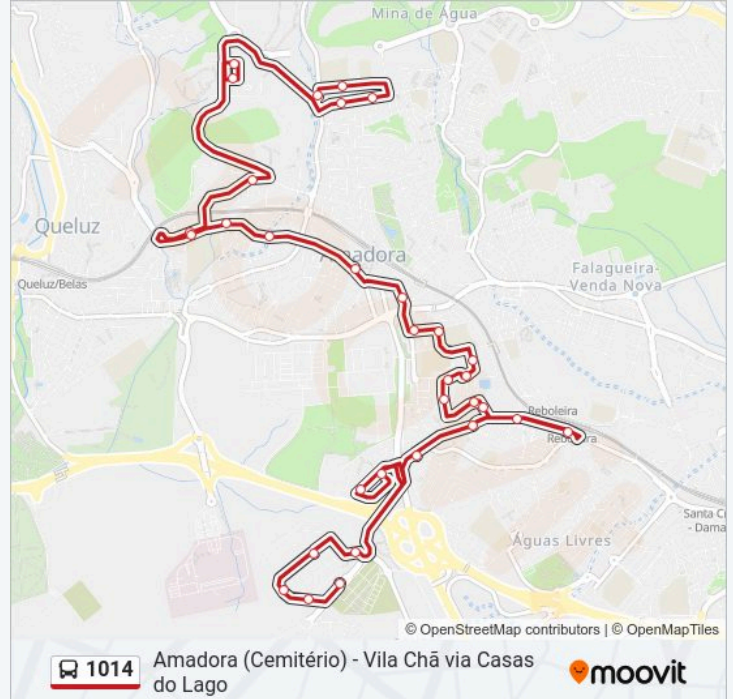 Mina de Água
Queluz
Amadora
Falagueira-
Venda Nova
Queluz/Belas
Reboleira
Reboleira
Santa C
- Dama
Águas Livres
© OpenStreetMap contributors | © OpenMapTiles
1014
Amadora (Cemitério) - Vila Chã via Casas
do Lago
moovit